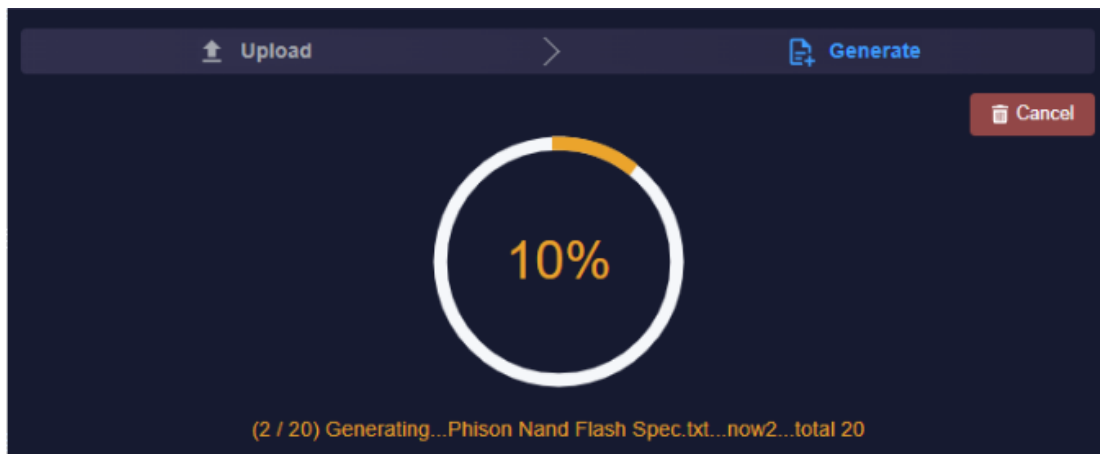 Upload
Generate
Cancel
10%
(2 / 20) Generating...Phison Nand Flash Spec.txt...now2...total 20